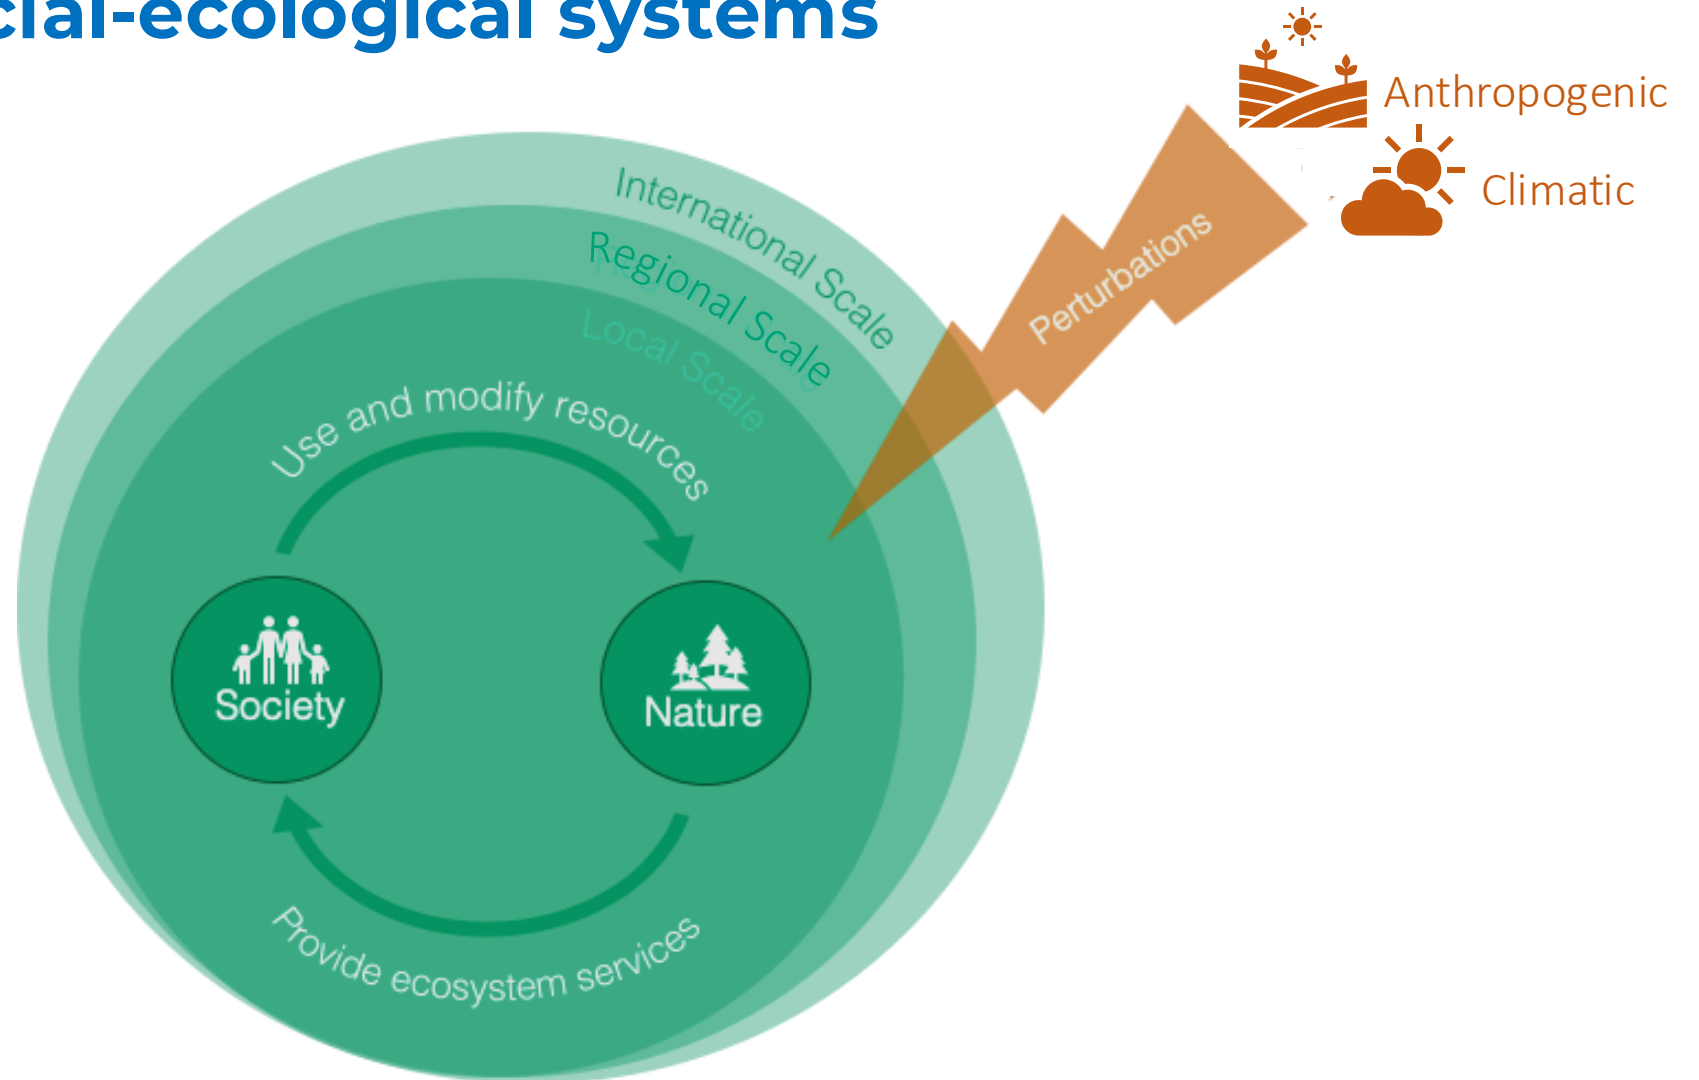 cial-ecological systems
Anthropogenic
Climatic
Perturbations
International Scale
Regional Scale
Local Scale
Use and modify resources
Society
Nature
Provide ecosystem services